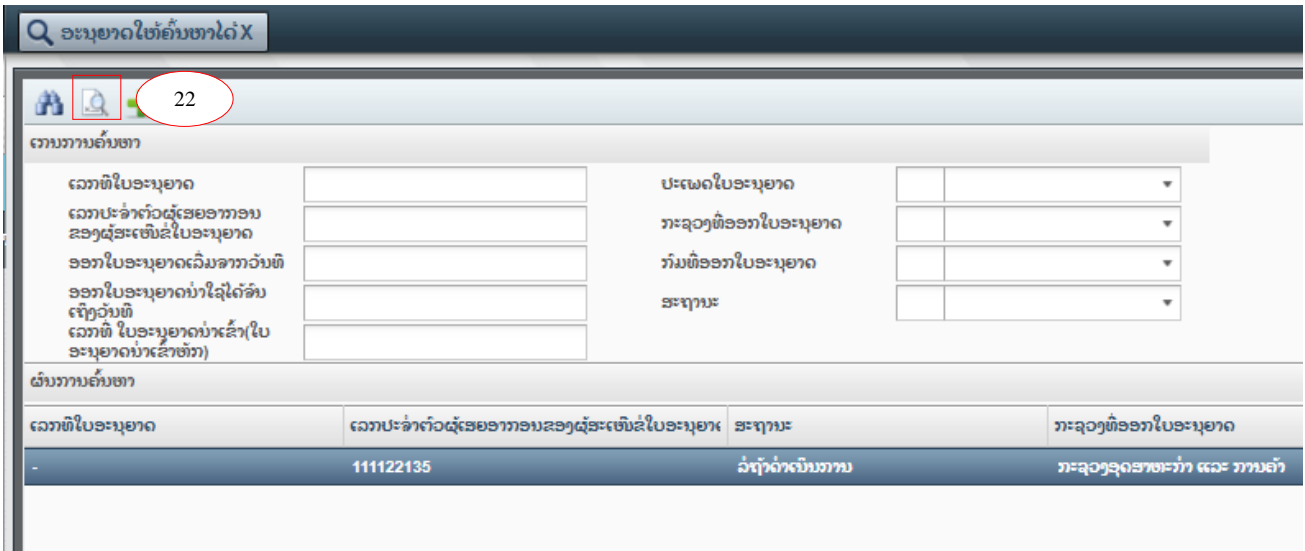 ອະນຸຍາດໃຫ້ຄົ້ນຫາໄດ້ X
22
ເກນການຄົ້ນຫາ
ເລກທີໃບອະນຸຍາດ
ປະເພດໃບອະນຸຍາດ
ເລກປະຈຳຕົວຜູ້ເສຍອາກອນ
ຂອງຜູ້ສະເໜີຂໍໃບອະນຸຍາດ
ກະຊວງທີ່ອອກໃບອະນຸຍາດ
ອອກໃບອະນຸຍາດເລີ່ມຈາກວັນທີ
ກົມທີ່ອອກໃບອະນຸຍາດ
ອອກໃບອະນຸຍາດນຳໃຊ້ໄດ້ຈົນ
ເຖິງວັນທີ
ສະຖານະ
ເລກທີ່ ໃບອະນຸຍາດນຳເຂົ້າ(ໃບ
ອະນຸຍາດນຳເຂົ້າຫັກ)
ຜົນການຄົ້ນຫາ
ເລກທີໃບອະນຸຍາດ ເລກປະຈຳຕົວຜູ້ເສຍອາກອນຂອງຜູ້ສະເໜີຂໍໃບອະນຸຍາດ ສະຖານະ ກະຊວງທີ່ອອກໃບອະນຸຍາດ
- 111122135 ລໍຖ້າດຳເນີນການ ກະຊວງອຸດສາຫະກຳ ແລະ ການຄ້າ